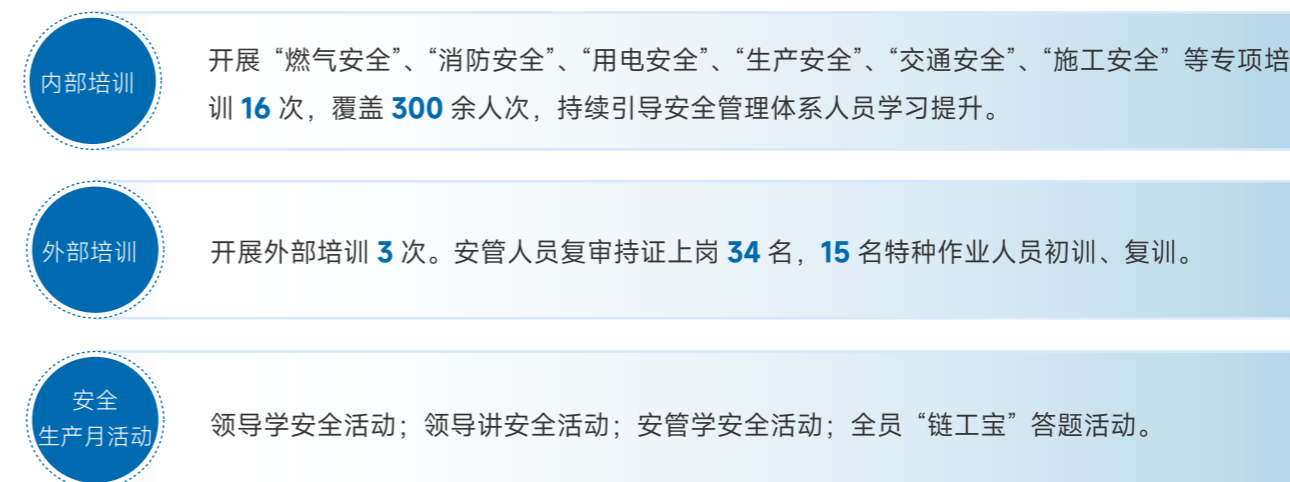 内部培训
开展“燃气安全”、“消防安全”、“用电安全”、“生产安全”、“交通安全”、“施工安全”等专项培
训 16 次，覆盖 300 余人次，持续引导安全管理体系人员学习提升。
外部培训
开展外部培训 3 次。安管人员复审持证上岗 34 名，15 名特种作业人员初训、复训。
安全
生产月活动
领导学安全活动；领导讲安全活动；安管学安全活动；全员“链工宝”答题活动。